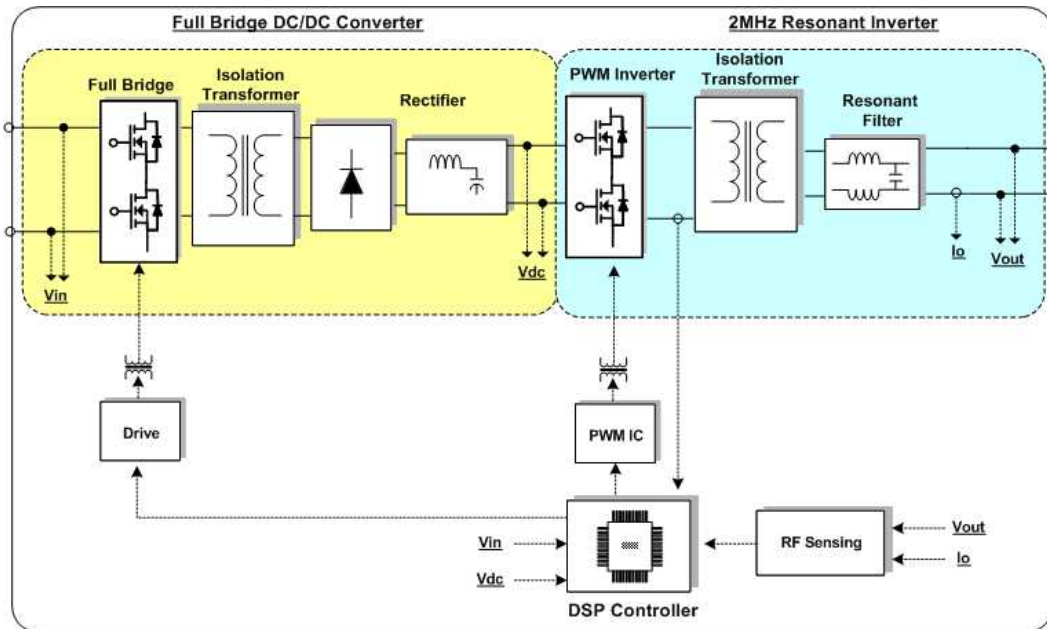 Full Bridge DC/DC Converter
2MHz Resonant Inverter
Full Bridge
Isolation
Transformer
Rectifier
PWM Inverter
Isolation
Transformer
Resonant
Filter
Vin
Vdc
Io
Vout
Drive
PWM IC
Vin
Vdc
DSP Controller
RF Sensing
Vout
Io